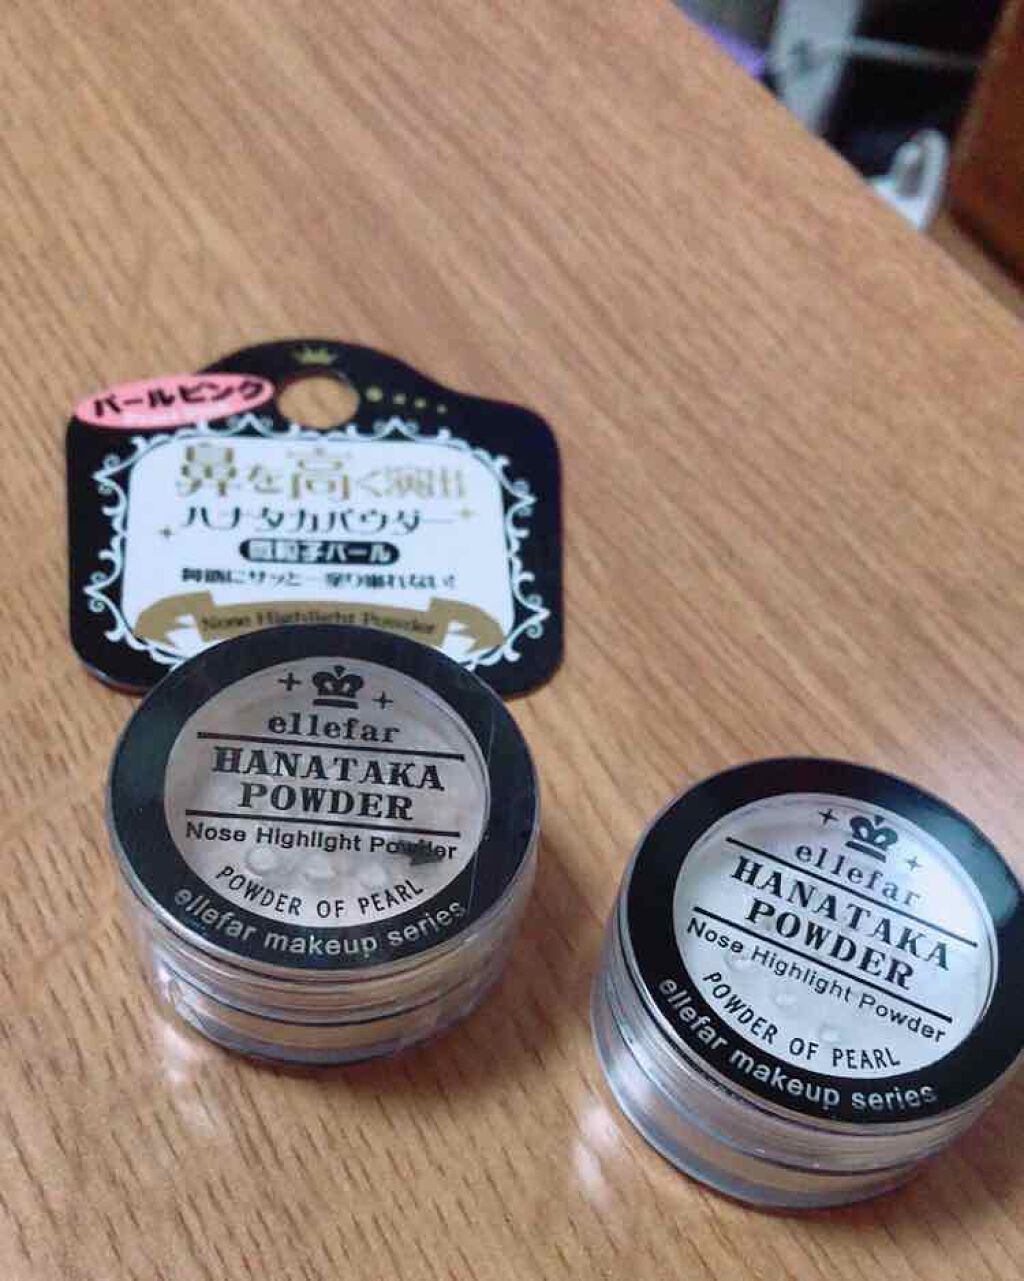 パールピンク
鼻を高く演出
ハナタカパウダー
微粒子パール
Nose Highlight Powder
ellefar
HANATAKA
POWDER
Nose Highlight Powder
POWDER OF PEARL
ellefar makeup series
ellefar
HANATAKA
POWDER
Nose Highlight Powder
POWDER OF PEARL
ellefar makeup series